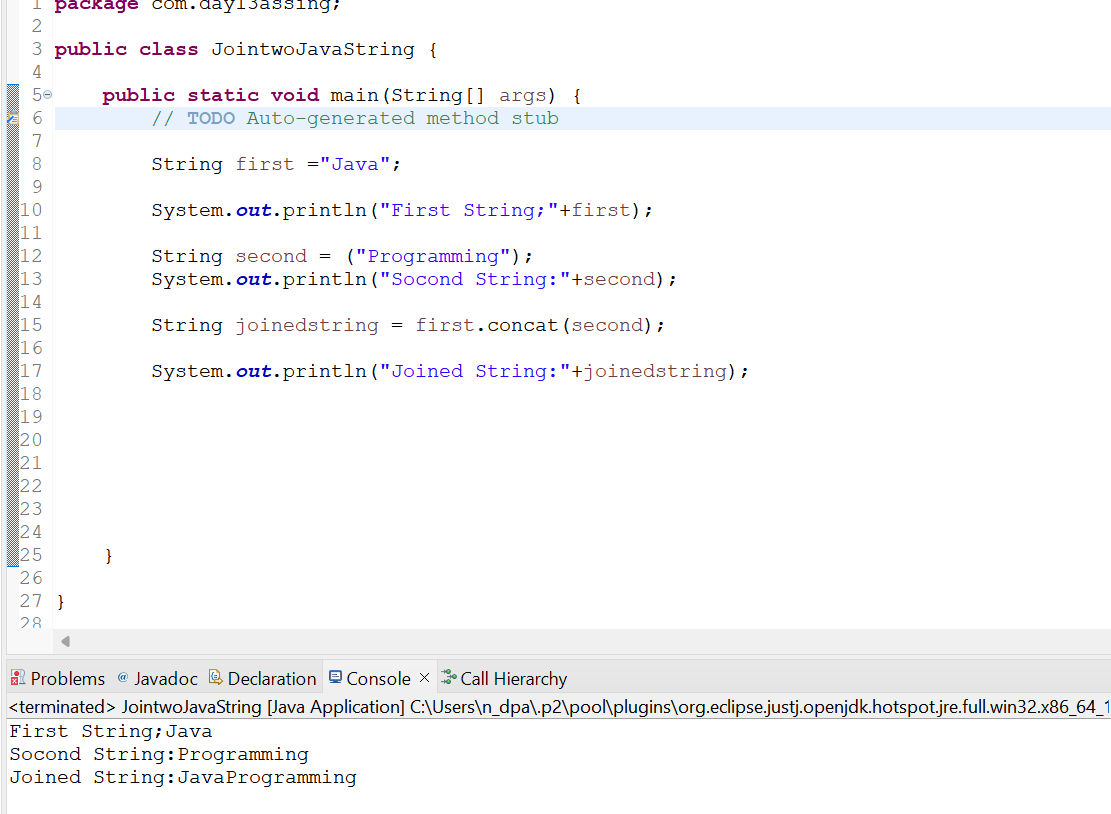 1 package com.day13assing;
2
3 public class JointwoJavaString {
4
5 public static void main(String[] args) {
6 // TODO Auto-generated method stub
7
8 String first ="Java";
9
10 System.out.println("First String;"+first);
11
12 String second = ("Programming");
13 System.out.println("Socond String:"+second);
14
15 String joinedstring = first.concat(second);
16
17 System.out.println("Joined String:"+joinedstring);
18
19
20
21
22
23
24
25 }
26
27 }
28
Problems @ Javadoc Declaration Console × Call Hierarchy
<terminated> JointwoJavaString [Java Application] C:\Users\n_dpa\.p2\pool\plugins\org.eclipse.justj.openjdk.hotspot.jre.full.win32.x86_64_1
First String;Java
Socond String:Programming
Joined String:JavaProgramming